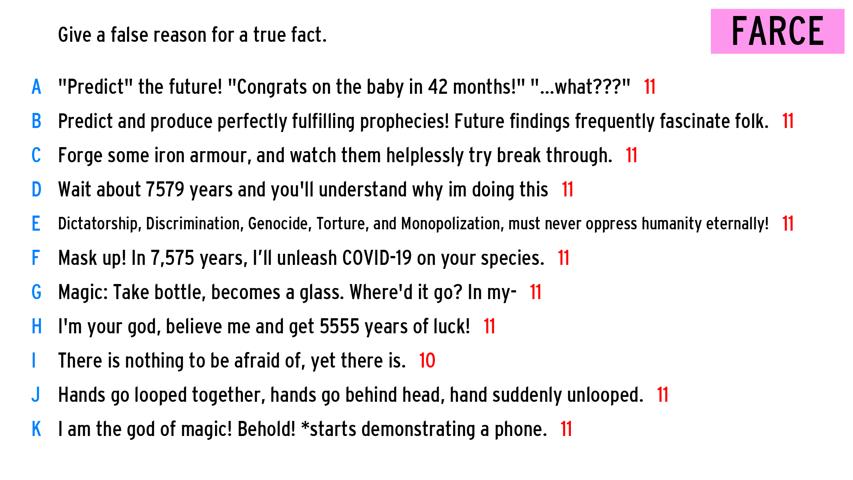 Give a false reason for a true fact.
FARCE
A "Predict" the future! "Congrats on the baby in 42 months!" "...what???" 11
B Predict and produce perfectly fulfilling prophecies! Future findings frequently fascinate folk. 11
C Forge some iron armour, and watch them helplessly try break through. 11
D Wait about 7579 years and you'll understand why im doing this 11
E Dictatorship, Discrimination, Genocide, Torture, and Monopolization, must never oppress humanity eternally! 11
F Mask up! In 7,575 years, I'll unleash COVID-19 on your species. 11
G Magic: Take bottle, becomes a glass. Where'd it go? In my- 11
H I'm your god, believe me and get 5555 years of luck! 11
I There is nothing to be afraid of, yet there is. 10
J Hands go looped together, hands go behind head, hand suddenly unlooped. 11
K I am the god of magic! Behold! *starts demonstrating a phone. 11